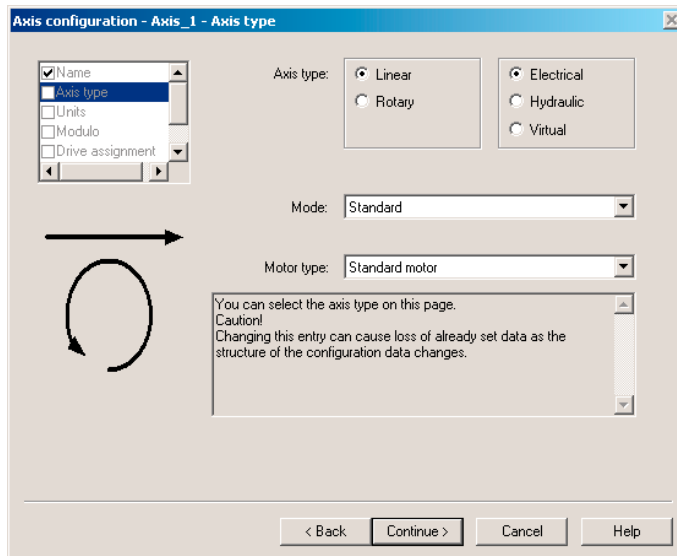 Axis configuration - Axis_1 - Axis type
Name
Axis type
Units
Modulo
Drive assignment
Axis type:
Linear
Rotary
Electrical
Hydraulic
Virtual
Mode:
Standard
Motor type:
Standard motor
You can select the axis type on this page.
Caution!
Changing this entry can cause loss of already set data as the
structure of the configuration data changes.
< Back
Continue >
Cancel
Help